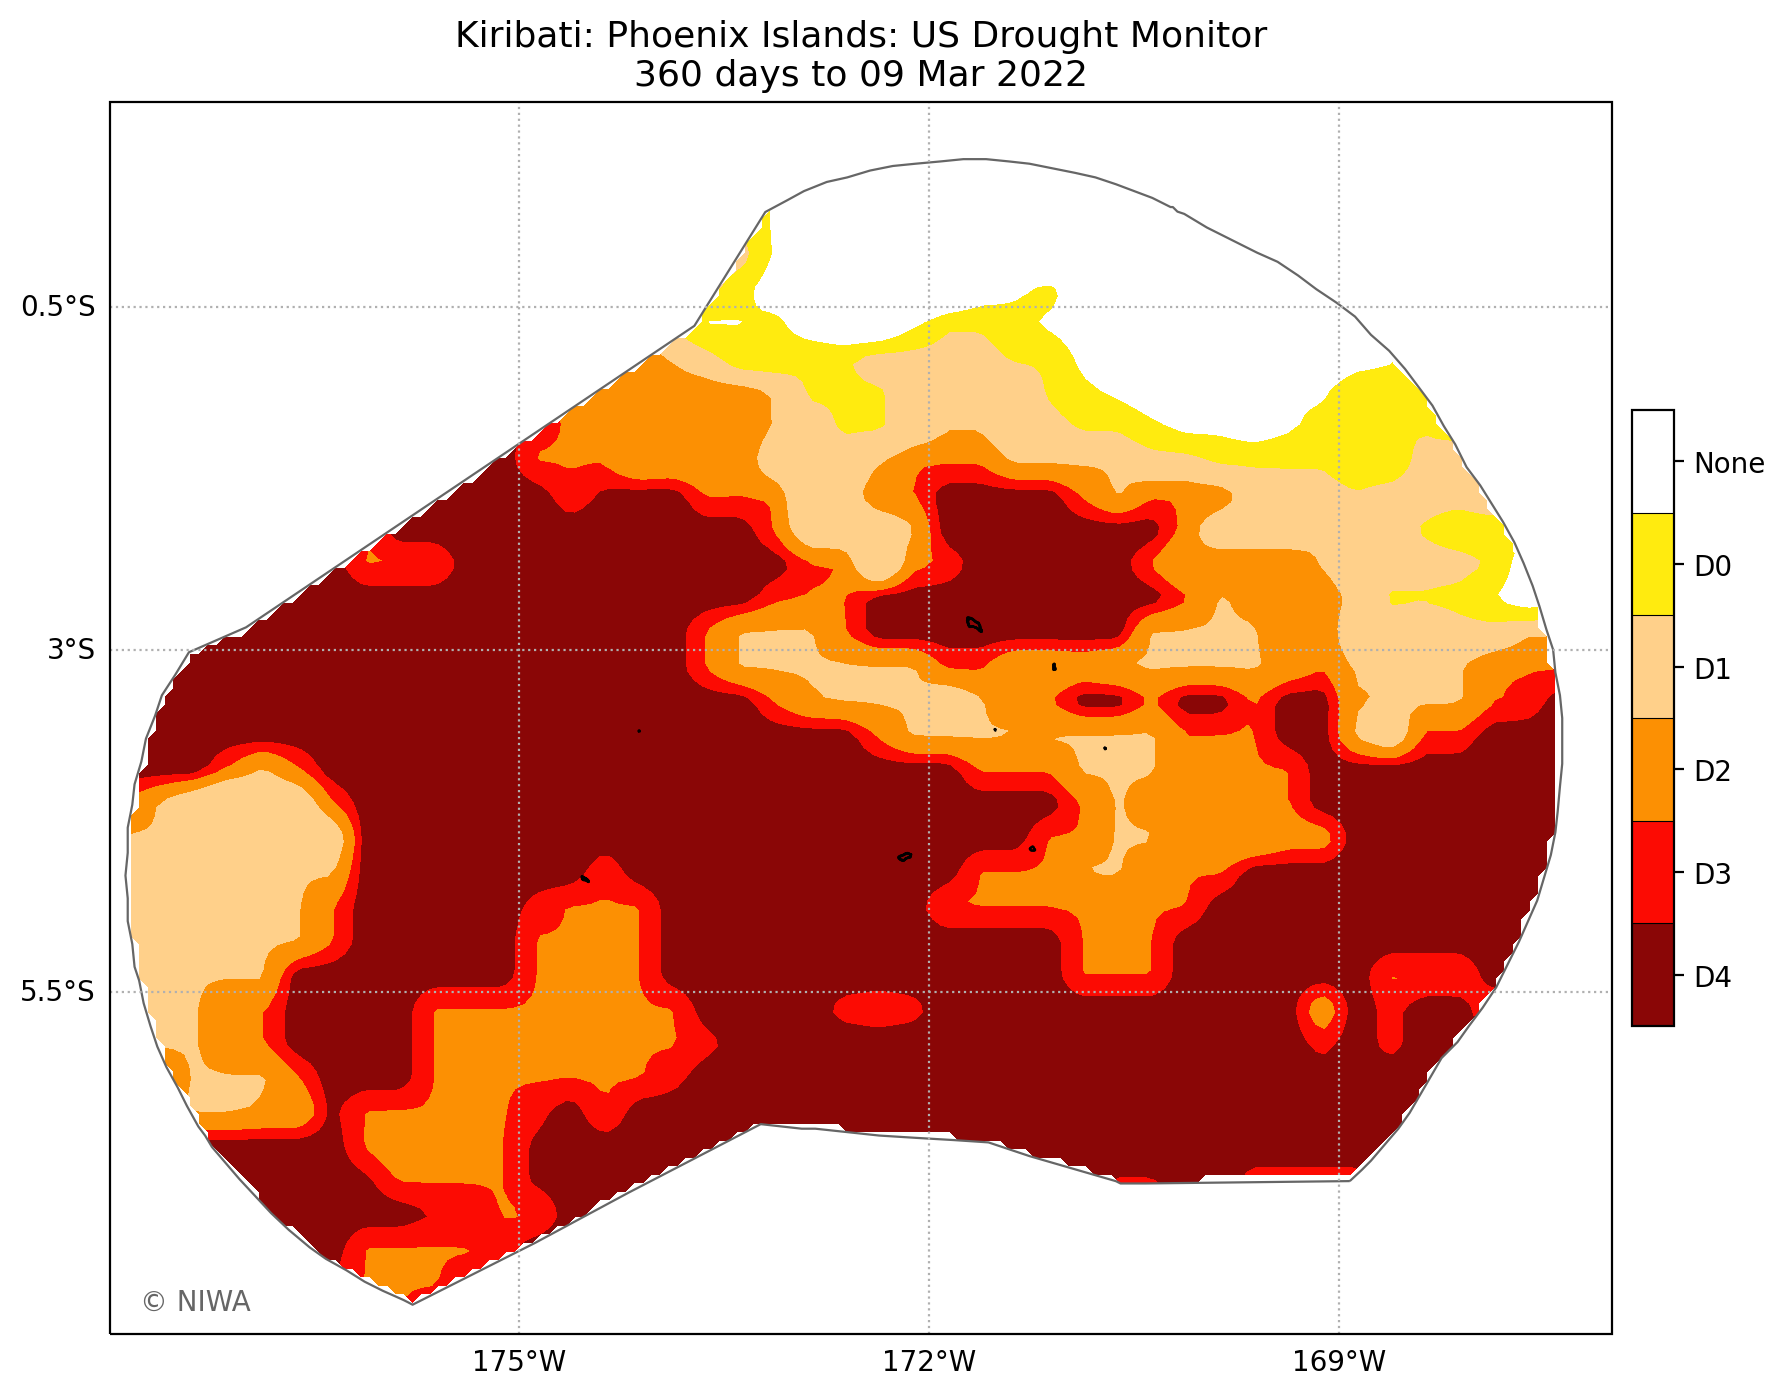 Kiribati: Phoenix Islands: US Drought Monitor
360 days to 09 Mar 2022
0.5°S
3°S
5.5°S
175°W
172°W
169°W
None
D0
D1
D2
D3
D4
© NIWA